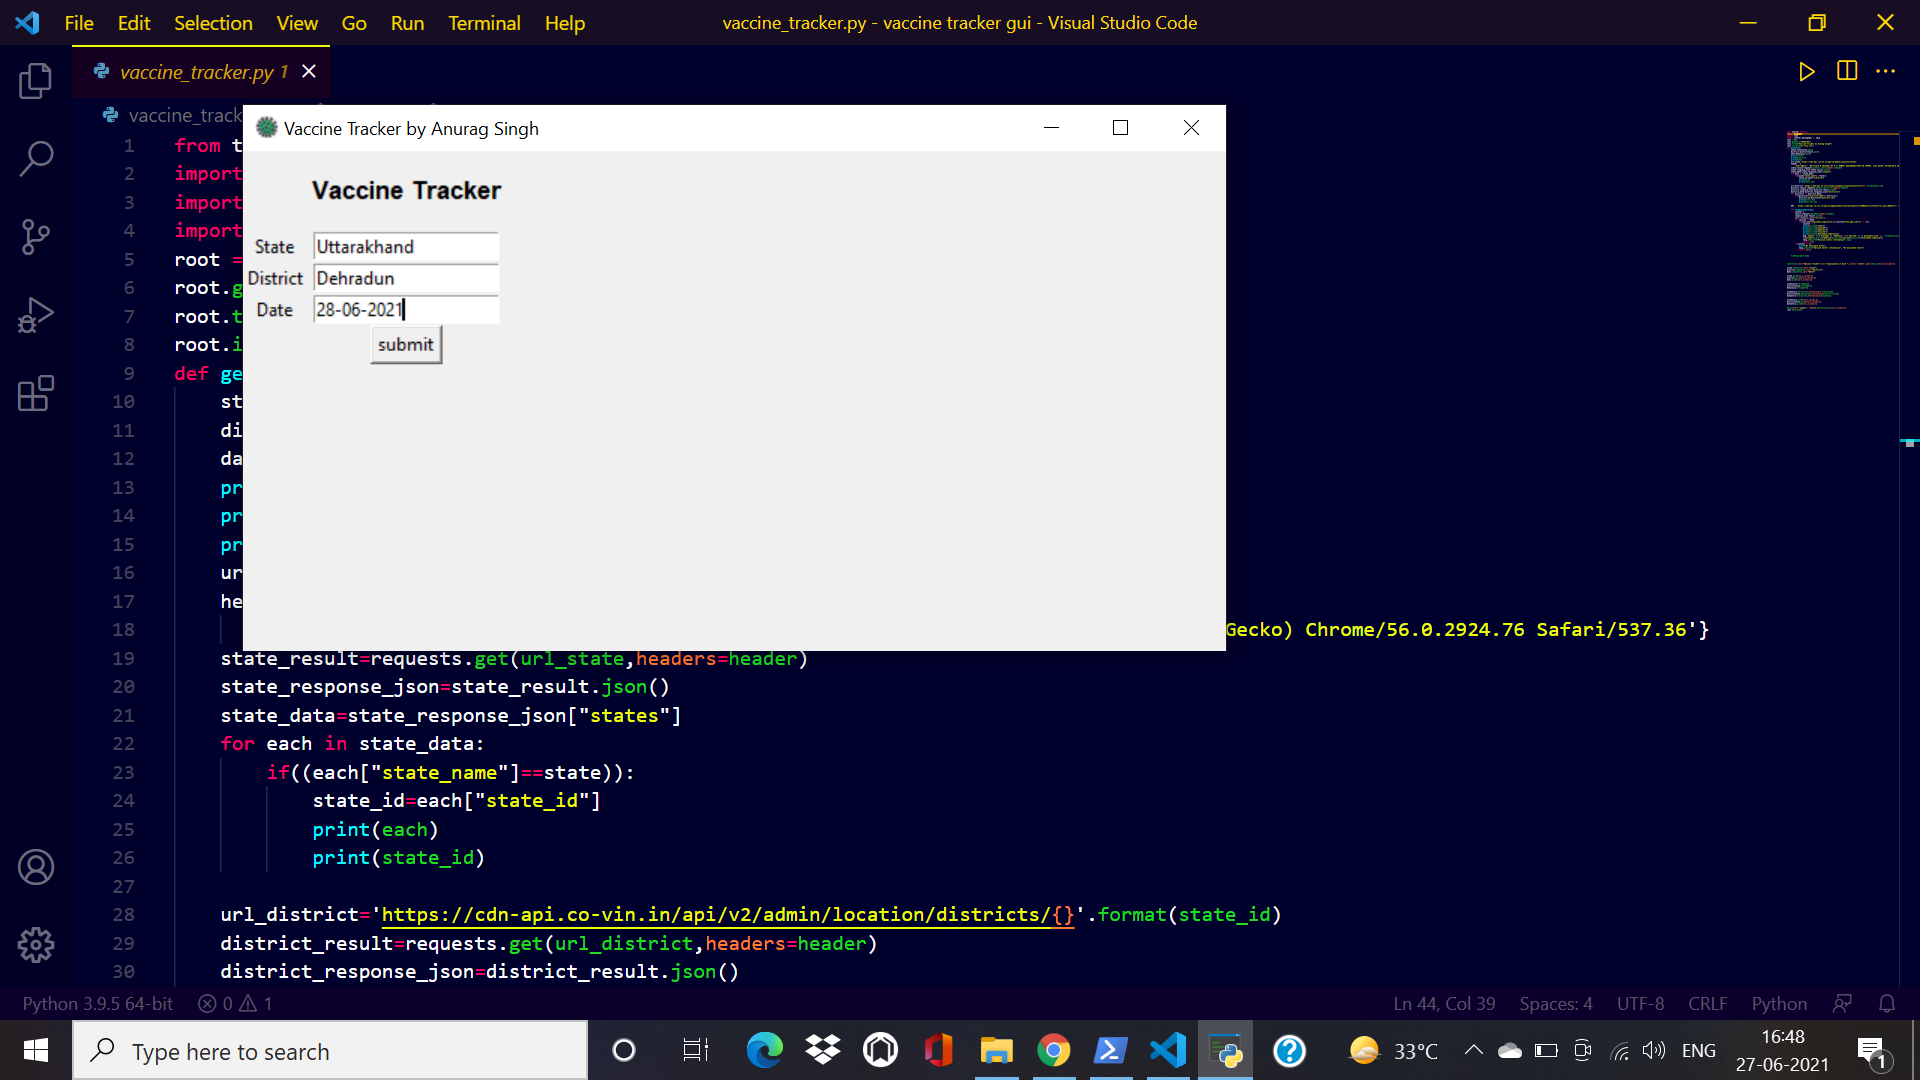 File Edit Selection View Go Run Terminal Help
vaccine_tracker.py - vaccine tracker gui - Visual Studio Code
vaccine_tracker.py 1
vaccine_track
Vaccine Tracker by Anurag Singh
Vaccine Tracker
State Uttarakhand
District Dehradun
Date 28-06-2021
submit
1 from t
2 import
3 import
4 import
5 root =
6 root.g
7 root.t
8 root.i
9 def ge
10 st
11 di
12 da
13 pr
14 pr
15 pr
16 ur
17 he
18 Gecko) Chrome/56.0.2924.76 Safari/537.36'}
19 state_result=requests.get(url_state,headers=header)
20 state_response_json=state_result.json()
21 state_data=state_response_json["states"]
22 for each in state_data:
23 if((each["state_name"]==state)):
24 state_id=each["state_id"]
25 print(each)
26 print(state_id)
27
28 url_district='https://cdn-api.co-vin.in/api/v2/admin/location/districts/{}'.format(state_id)
29 district_result=requests.get(url_district,headers=header)
30 district_response_json=district_result.json()
Python 3.9.5 64-bit 0 1 Ln 44, Col 39 Spaces: 4 UTF-8 CRLF Python
Type here to search 33°C ENG 16:48
27-06-2021
1